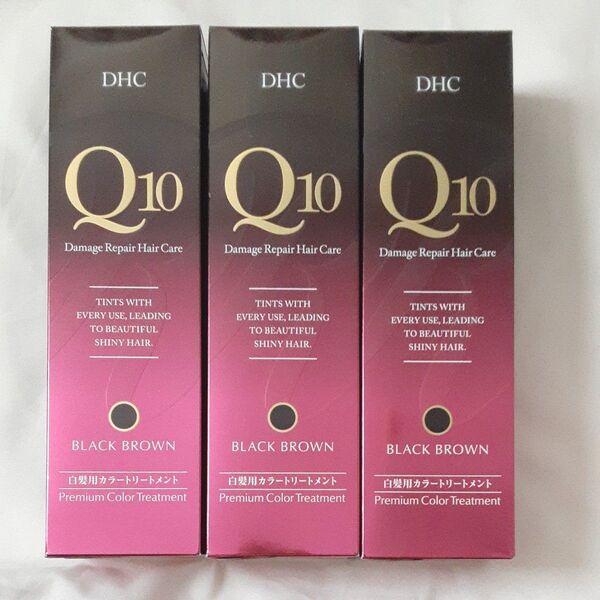 DHC
Q10
Damage Repair Hair Care
TINTS WITH
EVERY USE, LEADING
TO BEAUTIFUL
SHINY HAIR.
BLACK BROWN
白髪用カラートリートメント
Premium Color Treatment
DHC
Q10
Damage Repair Hair Care
TINTS WITH
EVERY USE, LEADING
TO BEAUTIFUL
SHINY HAIR.
BLACK BROWN
白髪用カラートリートメント
Premium Color Treatment
DHC
Q10
Damage Repair Hair Care
TINTS WITH
EVERY USE, LEADING
TO BEAUTIFUL
SHINY HAIR.
BLACK BROWN
白髪用カラートリートメント
Premium Color Treatment